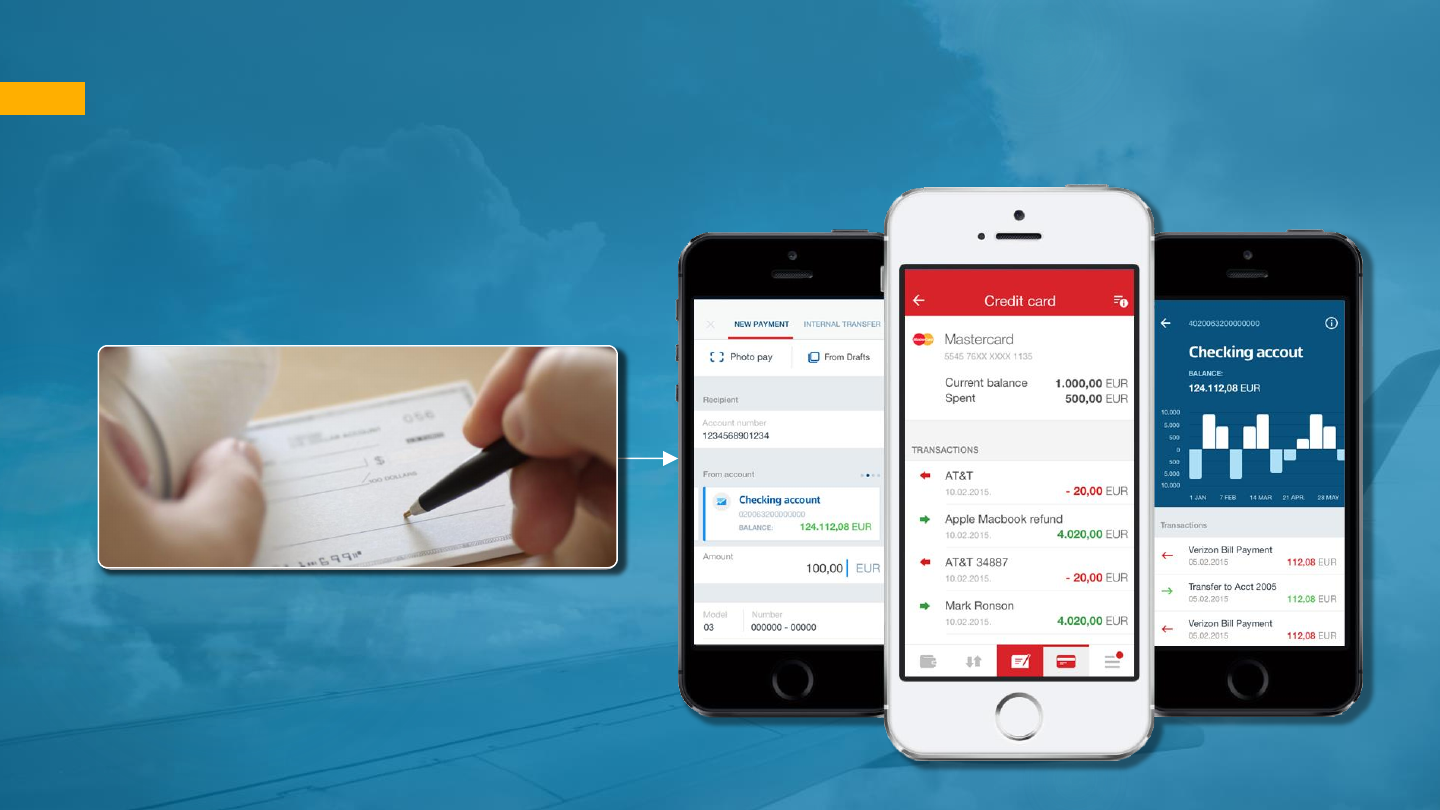 056
$
/100 DOLLARS
NEW PAYMENT
INTERNAL TRANSFER
Photo pay
From Drafts
Recipient
Account number
1234568901234
From account
Checking account
020063200000000
BALANCE: 124.112,08 EUR
Amount
100,00 EUR
Model Number
03 000000 - 00000
Credit card
Mastercard
5545 76XX XXXX 1135
Current balance 1.000,00 EUR
Spent 500,00 EUR
TRANSACTIONS
AT&T
10.02.2015. - 20,00 EUR
Apple Macbook refund
4.020,00 EUR
AT&T 34887
10.02.2015. - 20,00 EUR
Mark Ronson
10.02.2015. 4.020,00 EUR
4020063200000000
Checking accout
BALANCE:
124.112,08 EUR
10.000
5.000
500
0
500
5.000
10.000
1 JAN 7 FEB 14 MAR 21 APR. 28 MAY
Transactions
Verizon Bill Payment
05.02.2015 112,08 EUR
Transfer to Acct 2005
05.02.2015 112,08 EUR
Verizon Bill Payment
05.02.2015 112,08 EUR